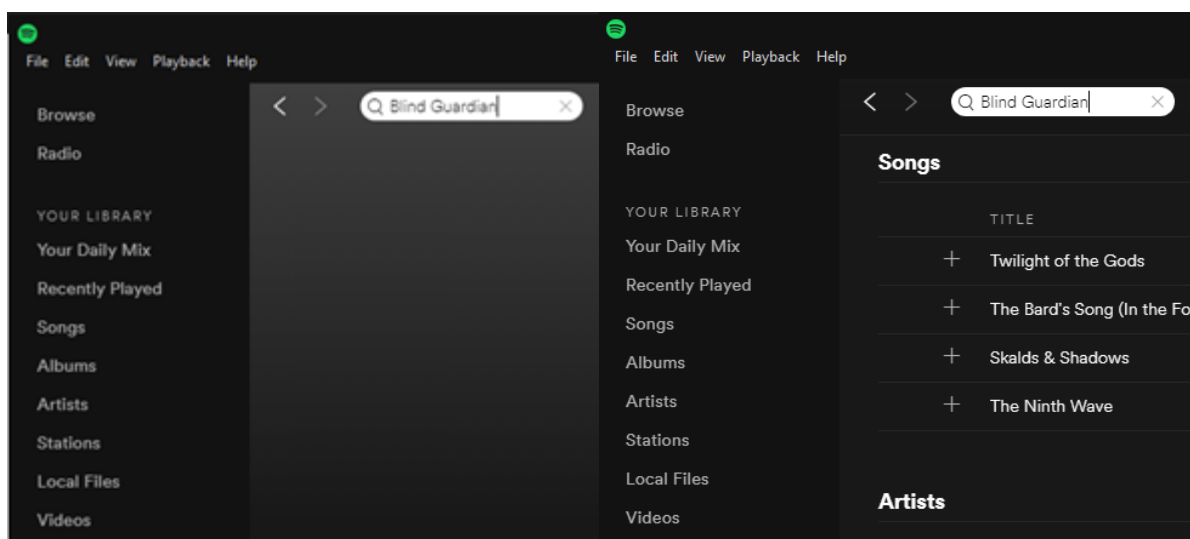 File Edit View Playback Help
Blind Guardian
Browse
Radio
YOUR LIBRARY
Your Daily Mix
Recently Played
Songs
Albums
Artists
Stations
Local Files
Videos
File Edit View Playback Help
Blind Guardian
Browse
Radio
YOUR LIBRARY
Your Daily Mix
Recently Played
Songs
Albums
Artists
Stations
Local Files
Videos
Songs
TITLE
Twilight of the Gods
The Bard's Song (In the Fo
Skalds & Shadows
The Ninth Wave
Artists